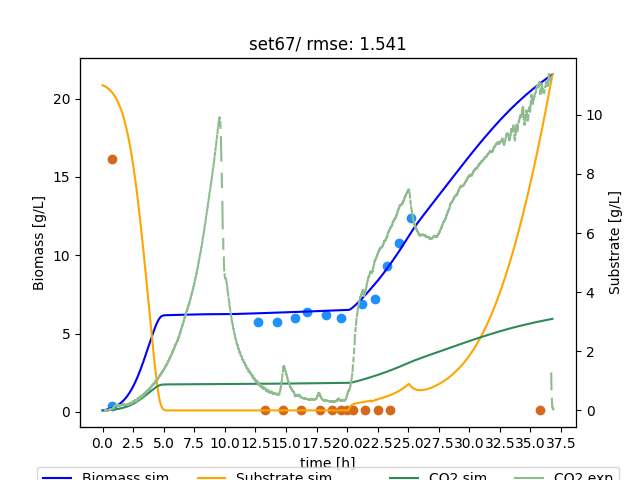 set67/ rmse: 1.541
20
15
10
5
0
Biomass [g/L]
10
8
6
4
2
0
Substrate [g/L]
0.0 2.5 5.0 7.5 10.0 12.5 15.0 17.5 20.0 22.5 25.0 27.5 30.0 32.5 35.0 37.5
time [h]
Biomass sim Substrate sim CO2 sim CO2 exp